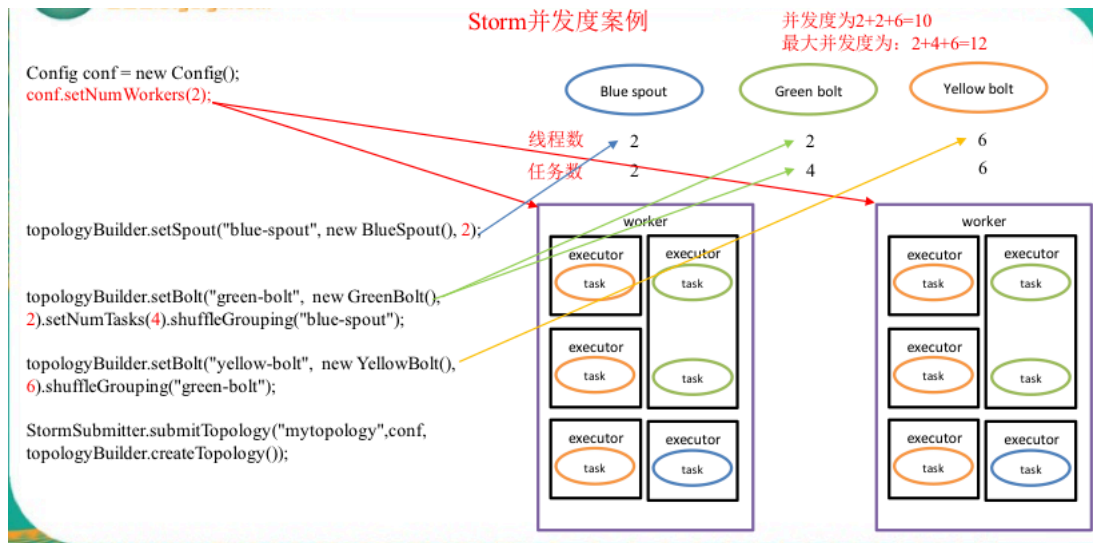 Storm并发度案例
并发度为2+2+6=10
最大并发度为：2+4+6=12
Config conf = new Config();
conf.setNumWorkers(2);
Blue spout
Green bolt
Yellow bolt
线程数 2 2 6
任务数 2 4 6
topologyBuilder.setSpout("blue-spout", new BlueSpout(), 2);
topologyBuilder.setBolt("green-bolt", new GreenBolt(),
2).setNumTasks(4).shuffleGrouping("blue-spout");
topologyBuilder.setBolt("yellow-bolt", new YellowBolt(),
6).shuffleGrouping("green-bolt");
StormSubmitter.submitTopology("mytopology",conf,
topologyBuilder.createTopology());
worker
executor
task
executor
task
executor
task
task
executor
task
executor
task
worker
executor
task
executor
task
executor
task
task
executor
task
executor
task